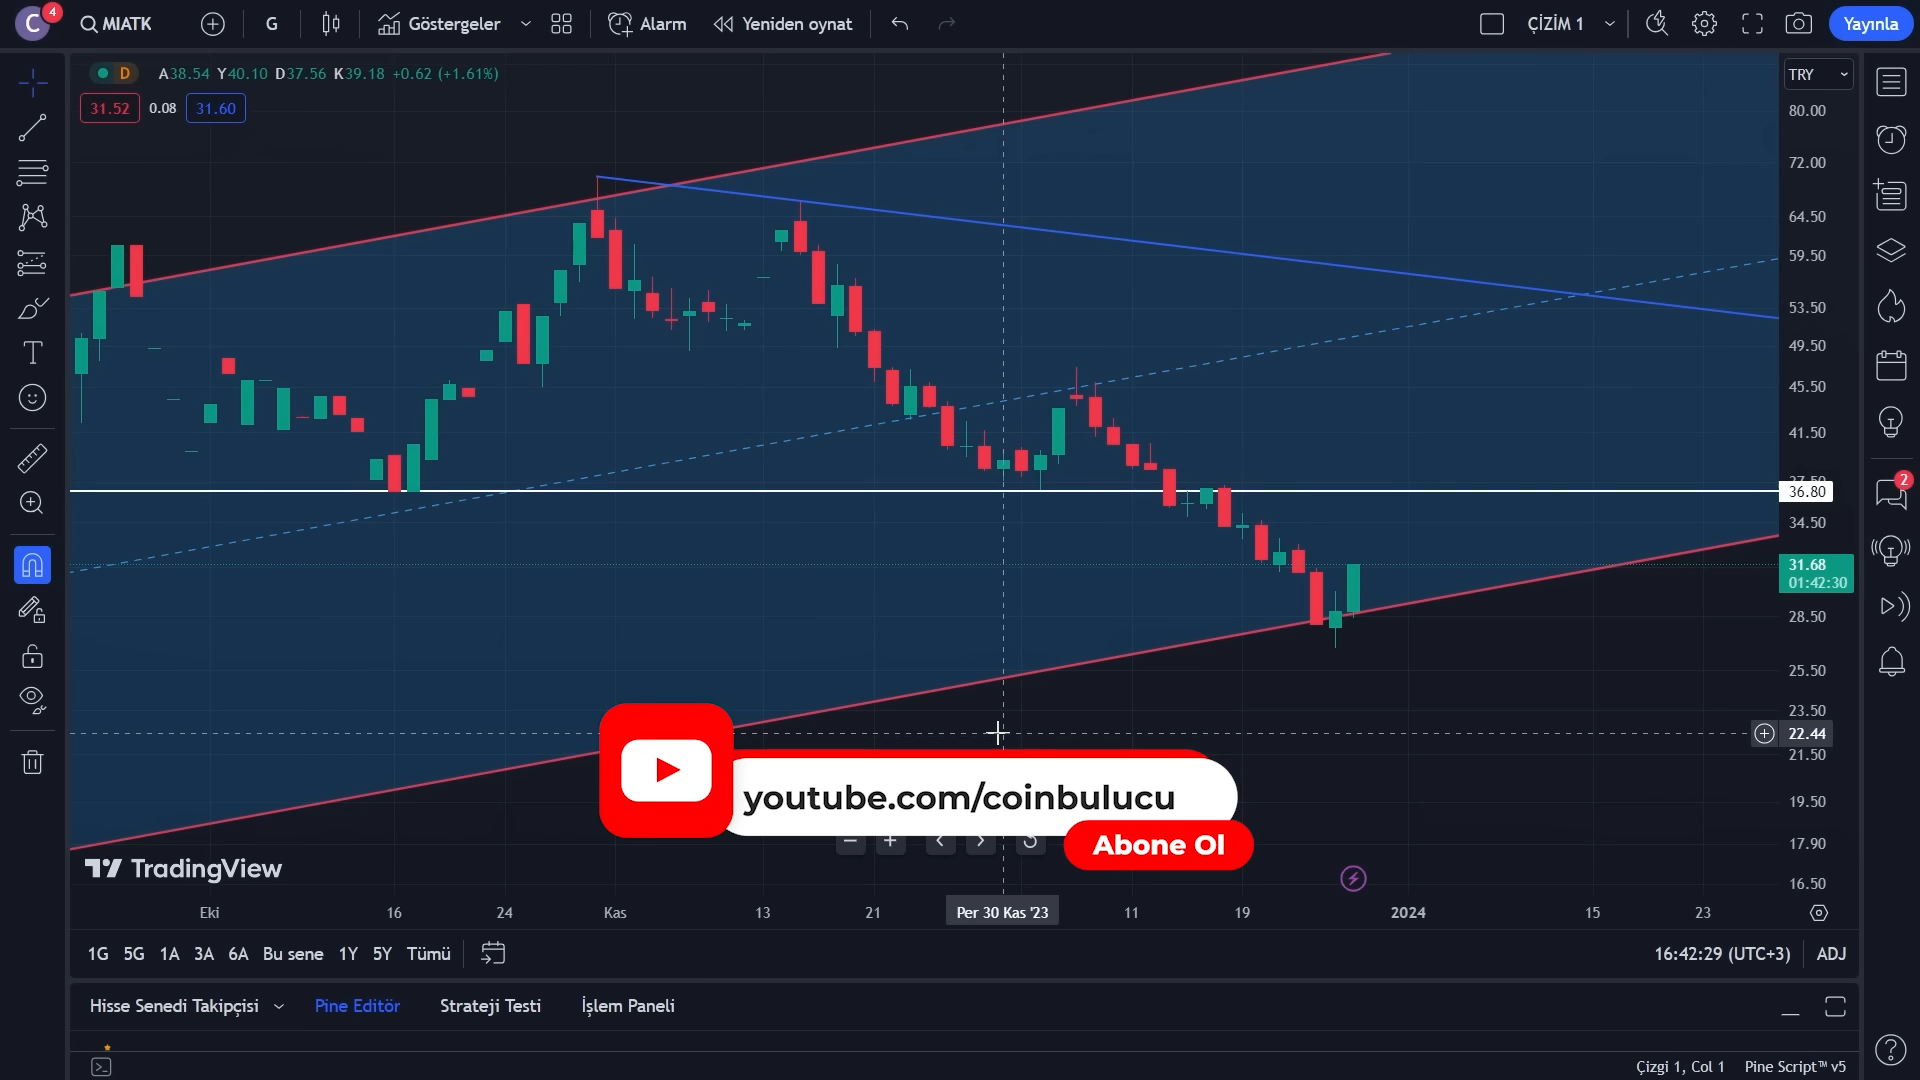 C
4
MIATK
G
Göstergeler
Alarm
Yeniden oynat
ÇİZİM 1
Yayınla
D
A38.54 Y40.10 D37.56 K39.18 +0.62 (+1.61%)
31.52 0.08 31.60
TRY
80.00
72.00
64.50
59.50
53.50
49.50
45.50
41.50
36.80
34.50
31.68
01:42:30
28.50
25.50
23.50
22.44
21.50
19.50
17.90
16.50
2
youtube.com/coinbulucu
Abone Ol
TradingView
Eki 16 24 Kas 13 21 Per 30 Kas '23 11 19 2024 15 23
1G 5G 1A 3A 6A Bu sene 1Y 5Y Tümü
16:42:29 (UTC+3) ADJ
Hisse Senedi Takipçisi Pine Editör Strateji Testi İşlem Paneli
Çizgi 1, Col 1 Pine Script™ v5